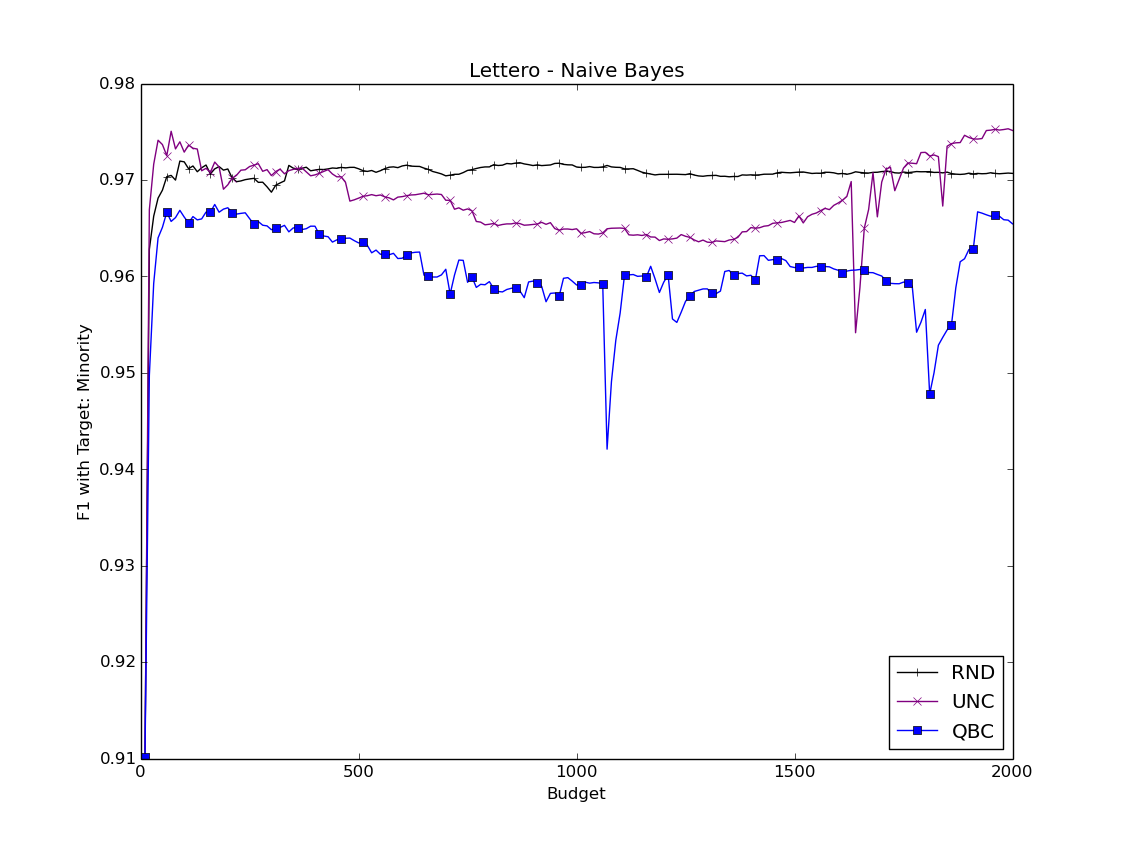 Lettero - Naive Bayes
0.98
0.97
0.96
0.95
0.94
0.93
0.92
0.91
F1 with Target: Minority
RND
UNC
QBC
0
500
1000
1500
2000
Budget